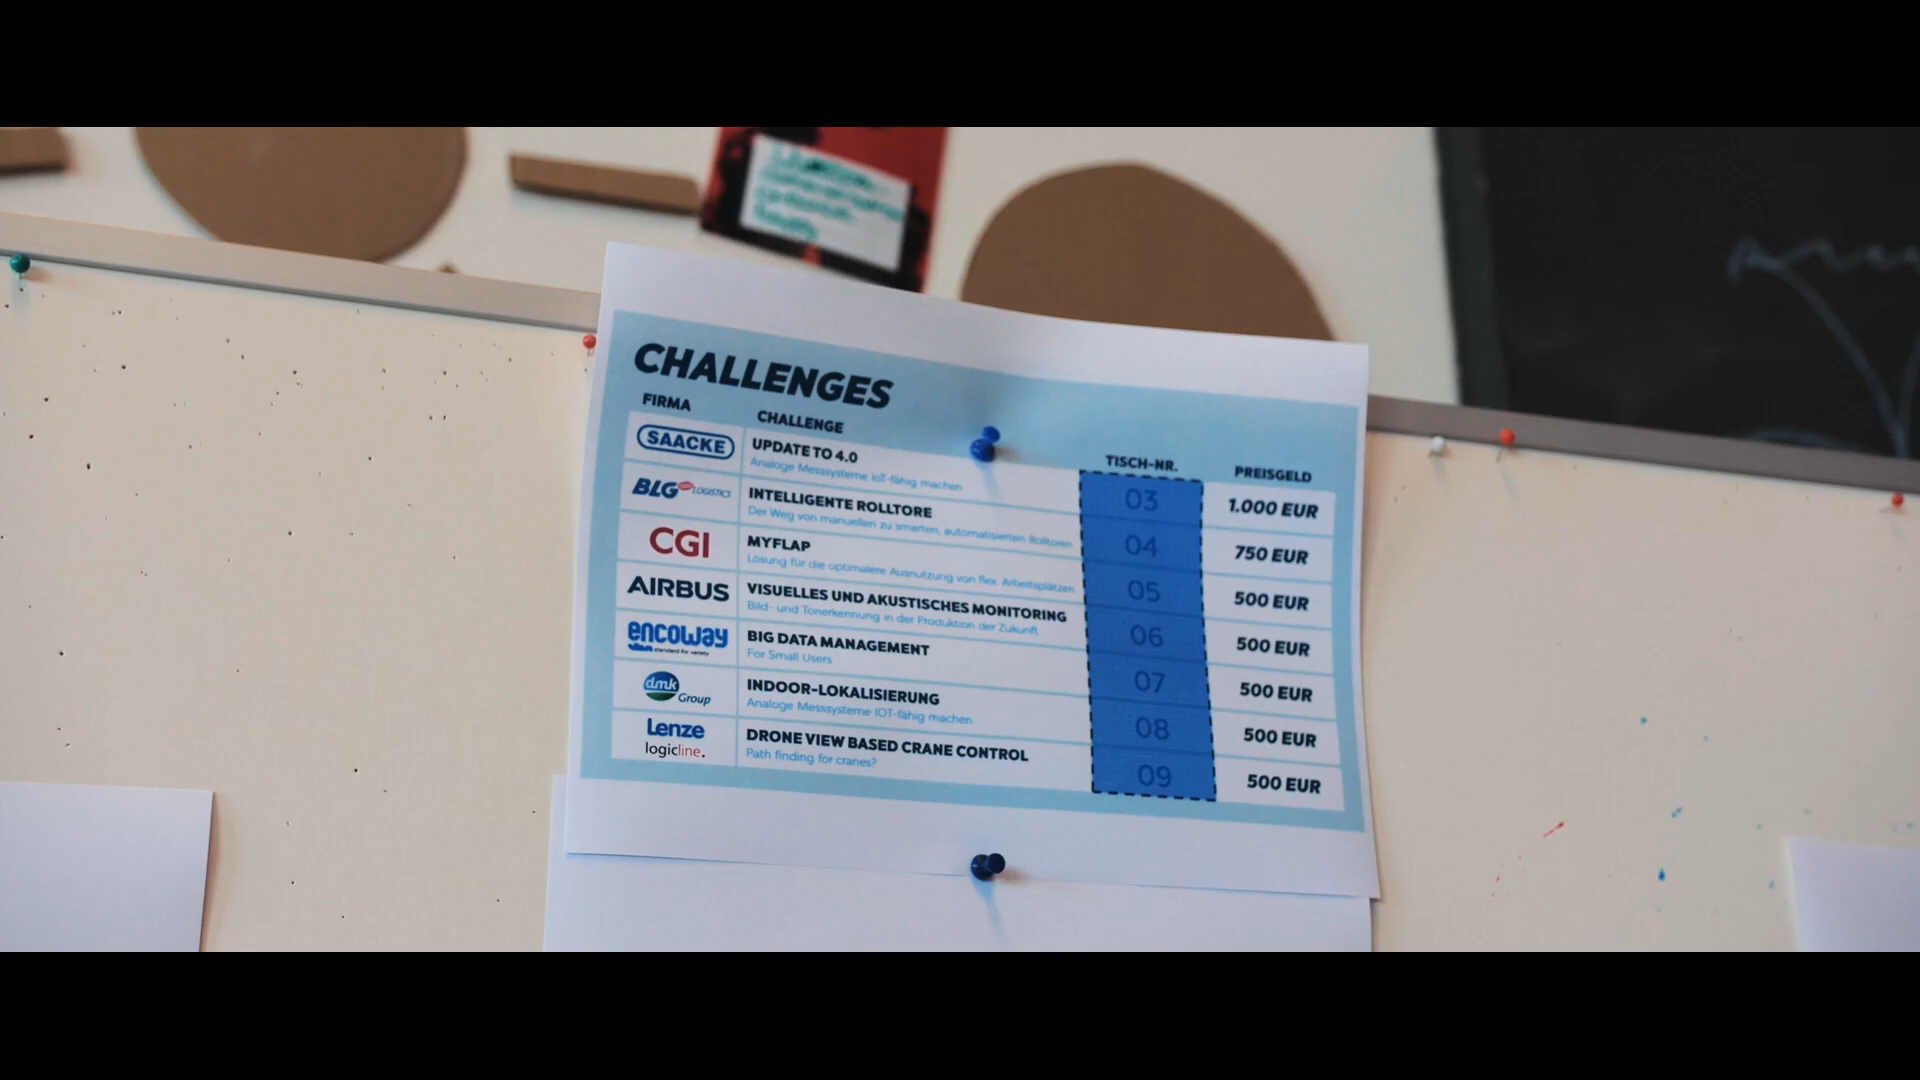 CHALLENGES
FIRMA CHALLENGE TISCH-NR. PREISGELD
SAACKE UPDATE TO 4.0 03 1.000 EUR
Analoge Messsysteme IoT-fähig machen
BLG LOGISTICS INTELLIGENTE ROLLTORE 04 750 EUR
Der Weg von manuellen zu smarten, automatisierten Rolltoren
CGI MYFLAP 05 500 EUR
Lösung für die optimalere Ausnutzung von flex. Arbeitsplätzen
AIRBUS VISUELLES UND AKUSTISCHES MONITORING 06 500 EUR
Bild- und Tonerkennung in der Produktion der Zukunft
encoway BIG DATA MANAGEMENT 07 500 EUR
standard for variety For Small Users
dmk Group INDOOR-LOKALISIERUNG 08 500 EUR
Analoge Messsysteme IOT-fähig machen
Lenze DRONE VIEW BASED CRANE CONTROL 09 500 EUR
logicline. Path finding for cranes?